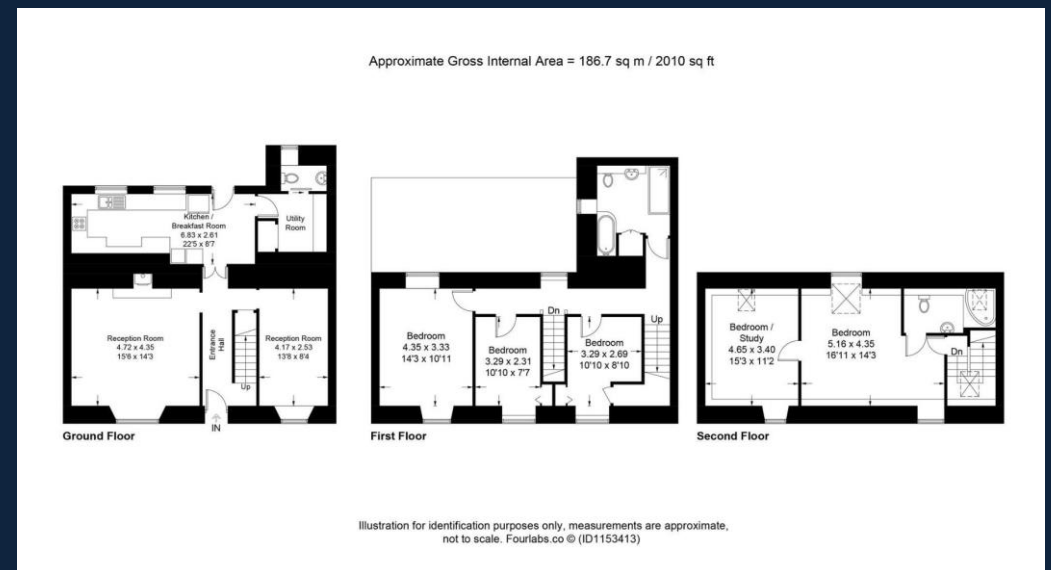 Approximate Gross Internal Area = 186.7 sq m / 2010 sq ft
Kitchen /
Breakfast Room
6.83 x 2.61
22'5 x 8'7
Utility
Room
Reception Room
4.72 x 4.35
15'6 x 14'3
Entrance
Hall
Up
Reception Room
4.17 x 2.53
13'8 x 8'4
IN
Ground Floor
Bedroom
4.35 x 3.33
14'3 x 10'11
Bedroom
3.29 x 2.31
10'10 x 7'7
Dn
Bedroom
3.29 x 2.69
10'10 x 8'10
Up
First Floor
Bedroom /
Study
4.65 x 3.40
15'3 x 11'2
Bedroom
5.16 x 4.35
16'11 x 14'3
Dn
Second Floor
Illustration for identification purposes only, measurements are approximate,
not to scale. Fourlabs.co © (ID1153413)